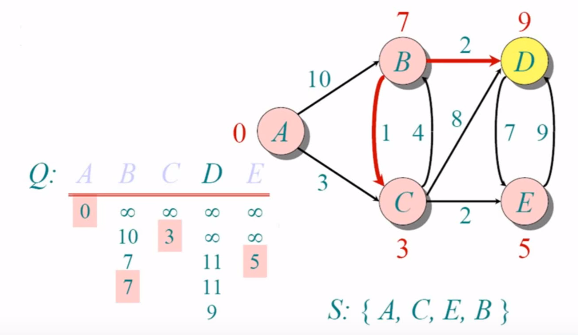 7 9
B 2 D
10
0 A 1 4 8 7 9
3
Q: A B C D E
C 2 E
0 ∞ ∞ ∞ ∞
10 3 ∞ ∞
3 5
7 11 5
7 11
9
S: { A, C, E, B }